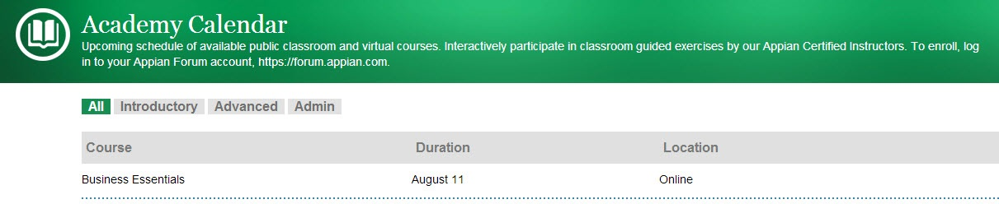 Academy Calendar
Upcoming schedule of available public classroom and virtual courses. Interactively participate in classroom guided exercises by our Appian Certified Instructors. To enroll, log
in to your Appian Forum account, https://forum.appian.com.
All Introductory Advanced Admin
Course Duration Location
Business Essentials August 11 Online